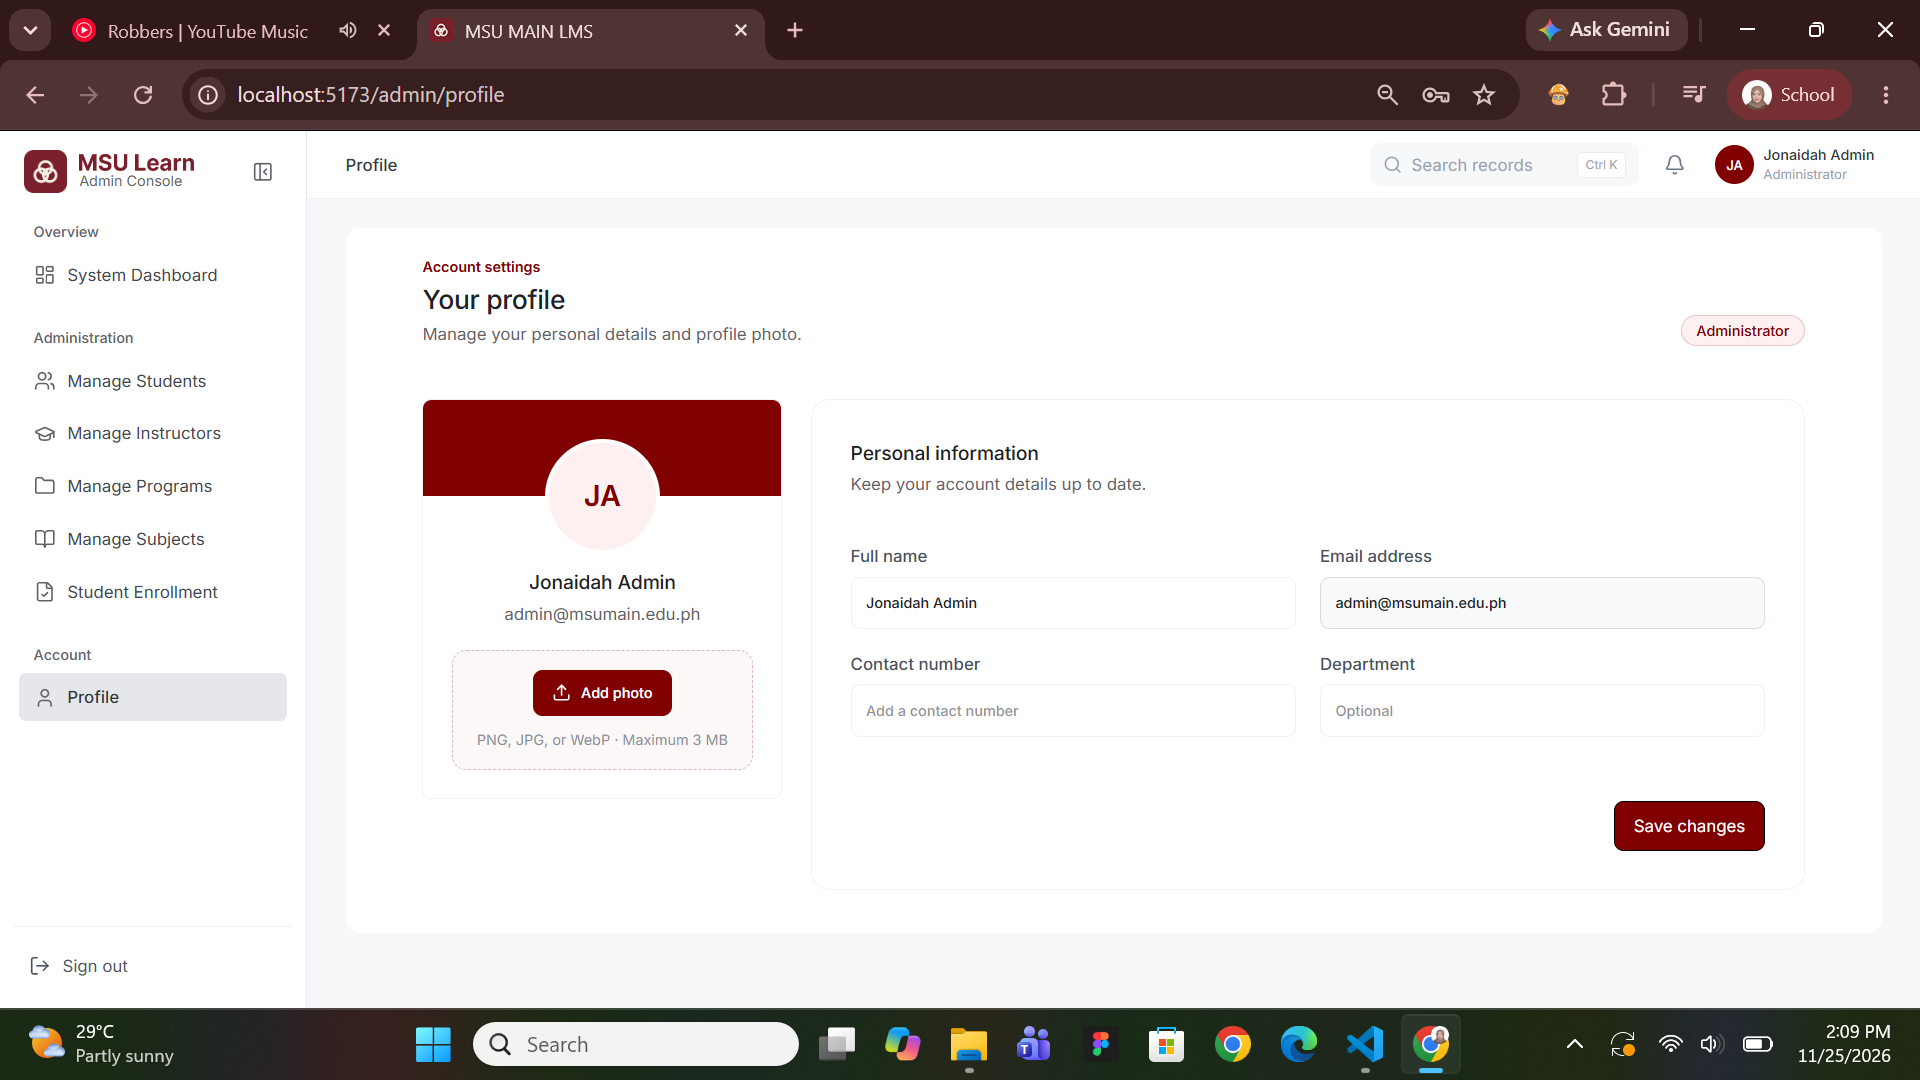 Robbers | YouTube Music
MSU MAIN LMS
Ask Gemini
localhost:5173/admin/profile
School
MSU Learn
Admin Console
Profile
Search records
Ctrl K
JA
Jonaidah Admin
Administrator
Overview
System Dashboard
Administration
Manage Students
Manage Instructors
Manage Programs
Manage Subjects
Student Enrollment
Account
Profile
Sign out
Account settings
Your profile
Manage your personal details and profile photo.
Administrator
JA
Jonaidah Admin
admin@msumain.edu.ph
Add photo
PNG, JPG, or WebP · Maximum 3 MB
Personal information
Keep your account details up to date.
Full name
Jonaidah Admin
Email address
admin@msumain.edu.ph
Contact number
Add a contact number
Department
Optional
Save changes
29°C
Partly sunny
Search
2:09 PM
11/25/2026